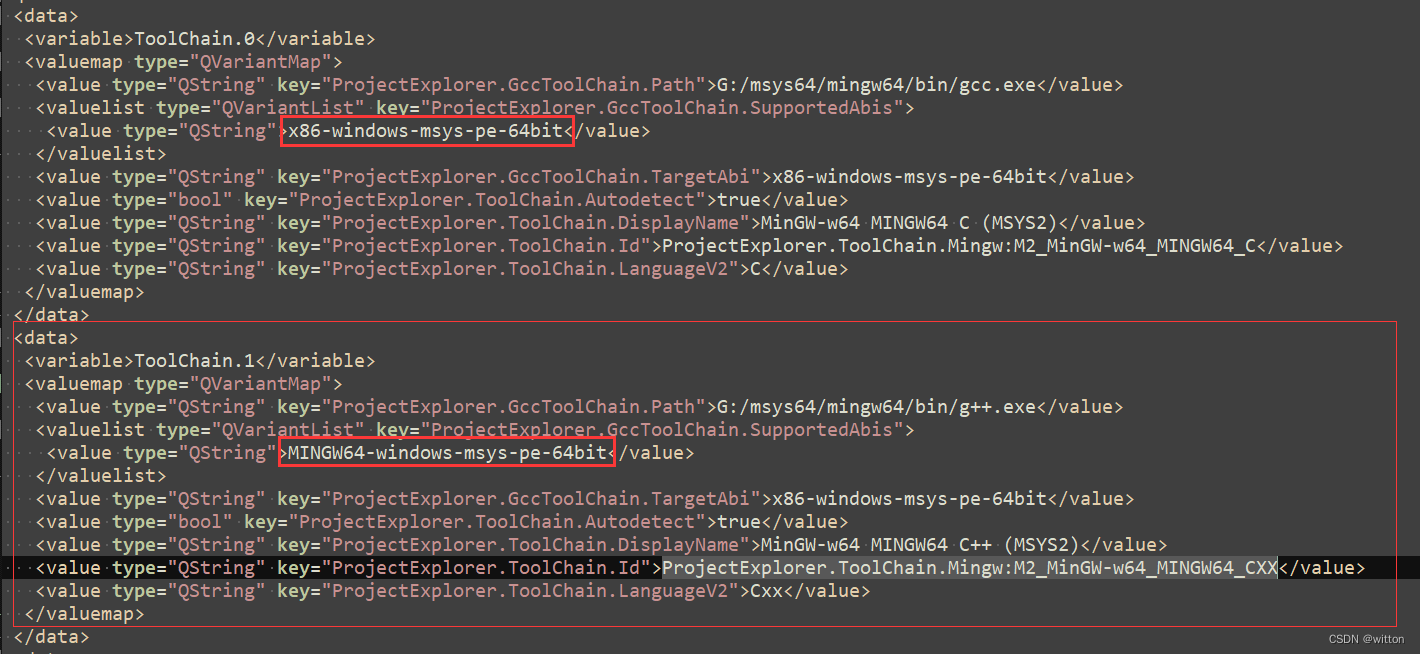 <data>
<variable>ToolChain.0</variable>
<valuemap type="QVariantMap">
<value type="QString" key="ProjectExplorer.GccToolChain.Path">G:/msys64/mingw64/bin/gcc.exe</value>
<valuelist type="QVariantList" key="ProjectExplorer.GccToolChain.SupportedAbis">
<value type="QString">x86-windows-msys-pe-64bit</value>
</valuelist>
<value type="QString" key="ProjectExplorer.GccToolChain.TargetAbi">x86-windows-msys-pe-64bit</value>
<value type="bool" key="ProjectExplorer.ToolChain.Autodetect">true</value>
<value type="QString" key="ProjectExplorer.ToolChain.DisplayName">MinGW-w64 MINGW64 C (MSYS2)</value>
<value type="QString" key="ProjectExplorer.ToolChain.Id">ProjectExplorer.ToolChain.Mingw:M2_MinGW-w64_MINGW64_C</value>
<value type="QString" key="ProjectExplorer.ToolChain.LanguageV2">C</value>
</valuemap>
</data>
<data>
<variable>ToolChain.1</variable>
<valuemap type="QVariantMap">
<value type="QString" key="ProjectExplorer.GccToolChain.Path">G:/msys64/mingw64/bin/g++.exe</value>
<valuelist type="QVariantList" key="ProjectExplorer.GccToolChain.SupportedAbis">
<value type="QString">MINGW64-windows-msys-pe-64bit</value>
</valuelist>
<value type="QString" key="ProjectExplorer.GccToolChain.TargetAbi">x86-windows-msys-pe-64bit</value>
<value type="bool" key="ProjectExplorer.ToolChain.Autodetect">true</value>
<value type="QString" key="ProjectExplorer.ToolChain.DisplayName">MinGW-w64 MINGW64 C++ (MSYS2)</value>
<value type="QString" key="ProjectExplorer.ToolChain.Id">ProjectExplorer.ToolChain.Mingw:M2_MinGW-w64_MINGW64_CXX</value>
<value type="QString" key="ProjectExplorer.ToolChain.LanguageV2">Cxx</value>
</valuemap>
</data>
CSDN @witton